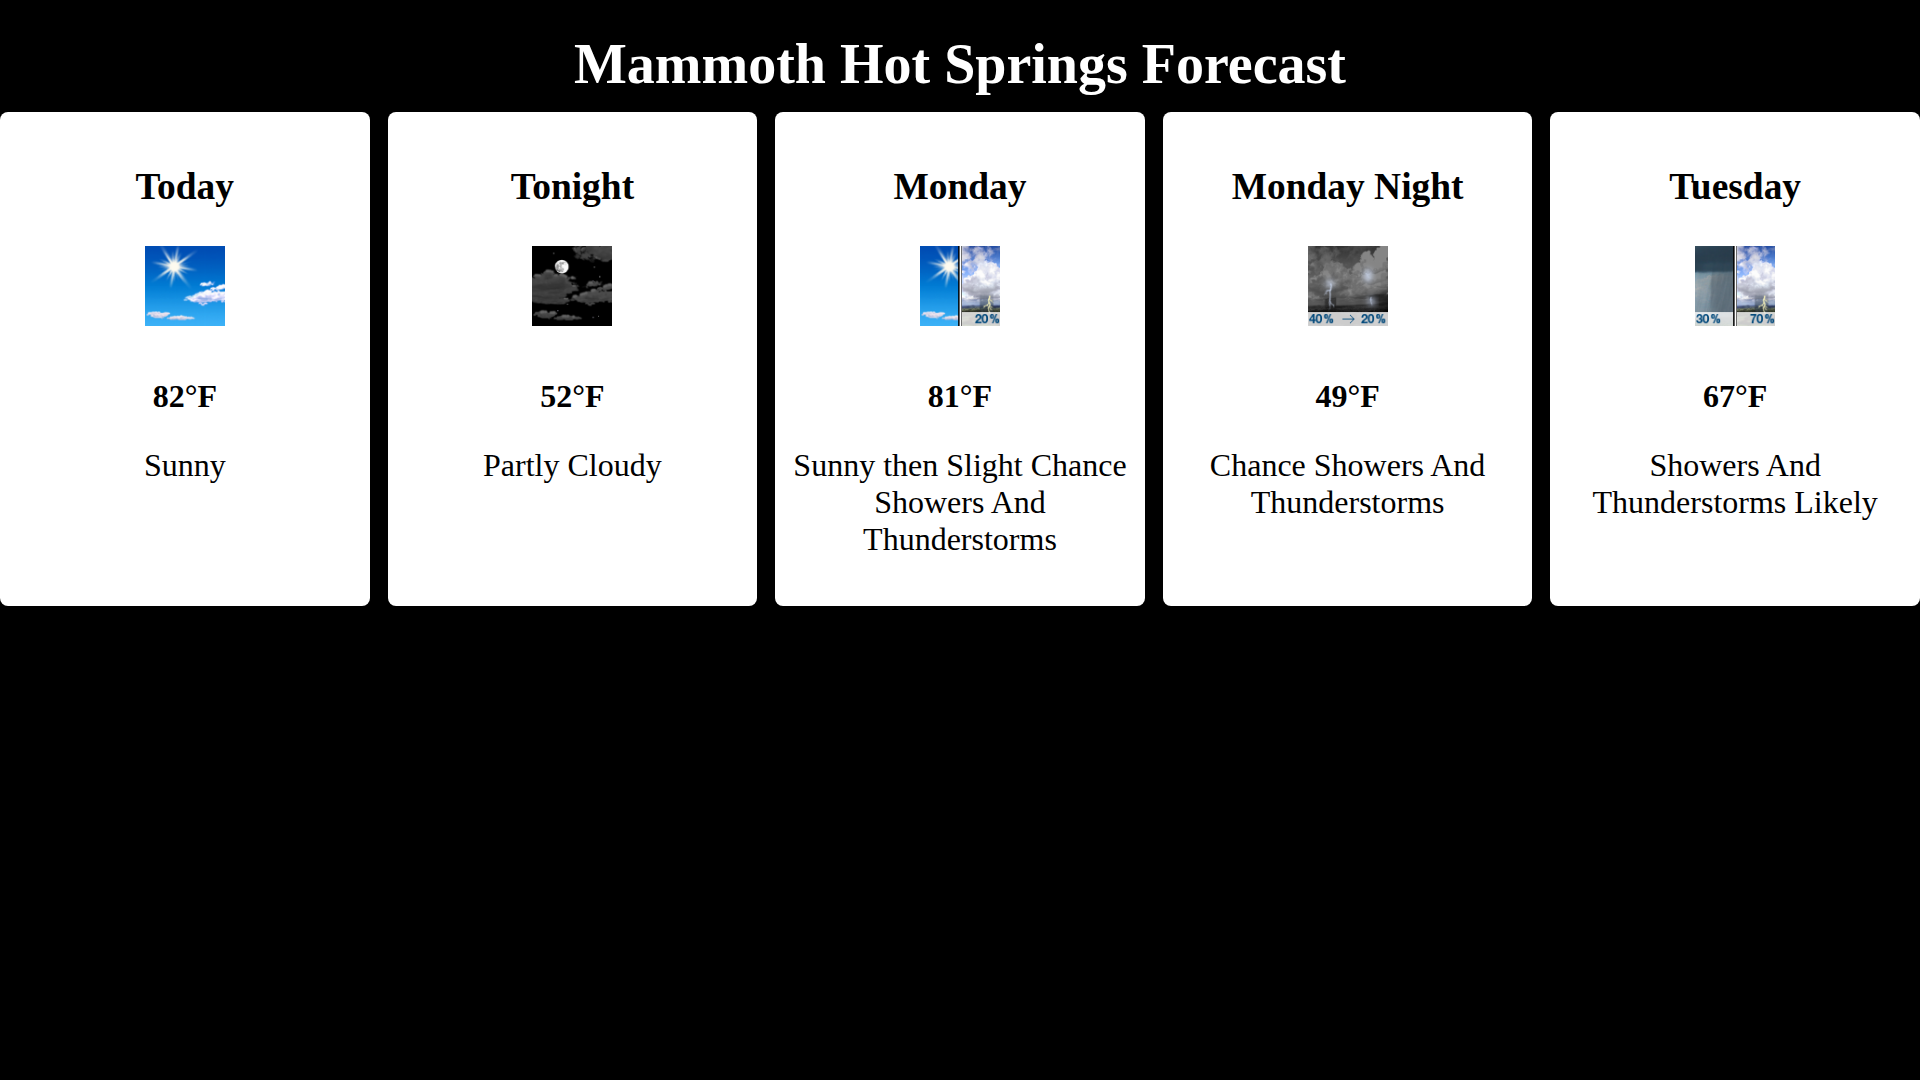 Mammoth Hot Springs Forecast
Today
82°F
Sunny
Tonight
52°F
Partly Cloudy
Monday
20%
81°F
Sunny then Slight Chance
Showers And
Thunderstorms
Monday Night
40% → 20%
49°F
Chance Showers And
Thunderstorms
Tuesday
30% 70%
67°F
Showers And
Thunderstorms Likely